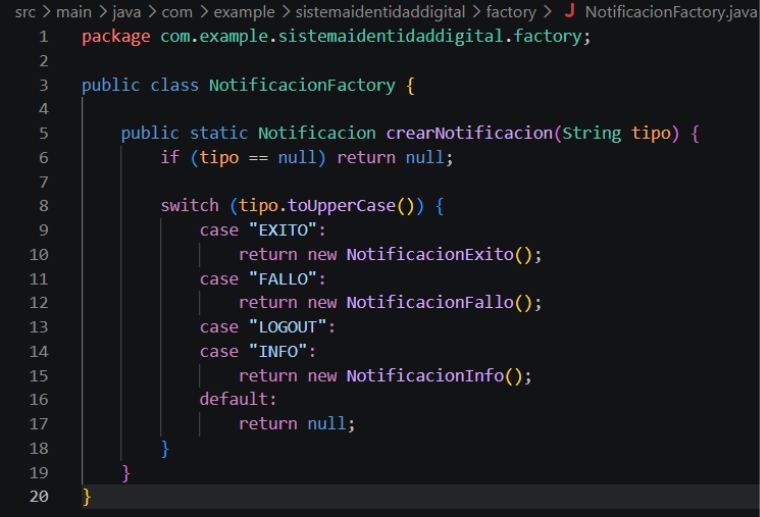 src > main > java > com > example > sistemaidentidaddigital > factory > J NotificacionFactory.java
1 package com.example.sistemaidentidaddigital.factory;
2
3 public class NotificacionFactory {
4
5     public static Notificacion crearNotificacion(String tipo) {
6         if (tipo == null) return null;
7
8         switch (tipo.toUpperCase()) {
9             case "EXITO":
10                 return new NotificacionExito();
11             case "FALLO":
12                 return new NotificacionFallo();
13             case "LOGOUT":
14             case "INFO":
15                 return new NotificacionInfo();
16             default:
17                 return null;
18         }
19     }
20 }